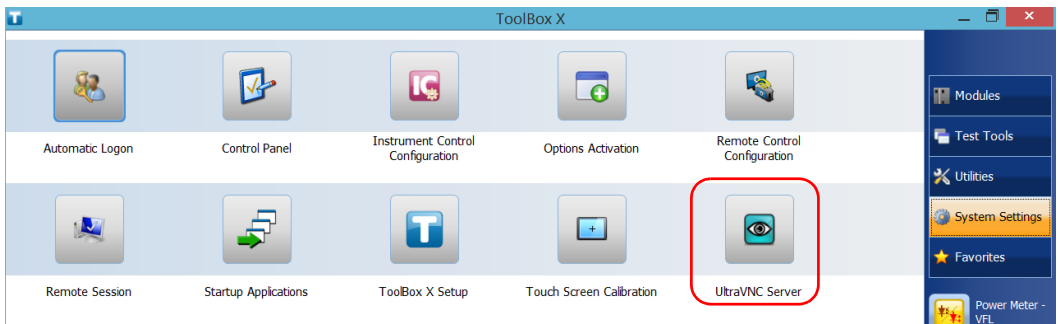 ToolBox X
Automatic Logon
Control Panel
Instrument Control
Configuration
Options Activation
Remote Control
Configuration
Remote Session
Startup Applications
ToolBox X Setup
Touch Screen Calibration
UltraVNC Server
Modules
Test Tools
Utilities
System Settings
Favorites
Power Meter -
VFL